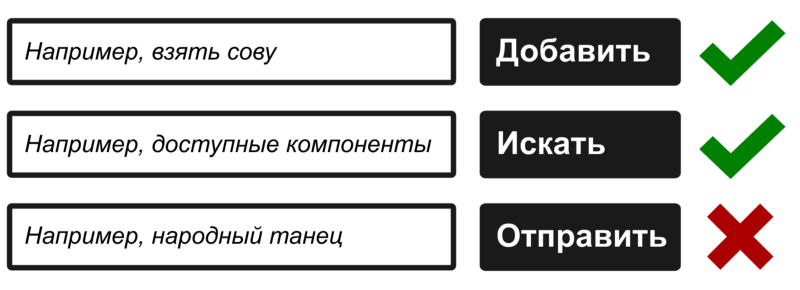 Например, взять сову Добавить
Например, доступные компоненты Искать
Например, народный танец Отправить